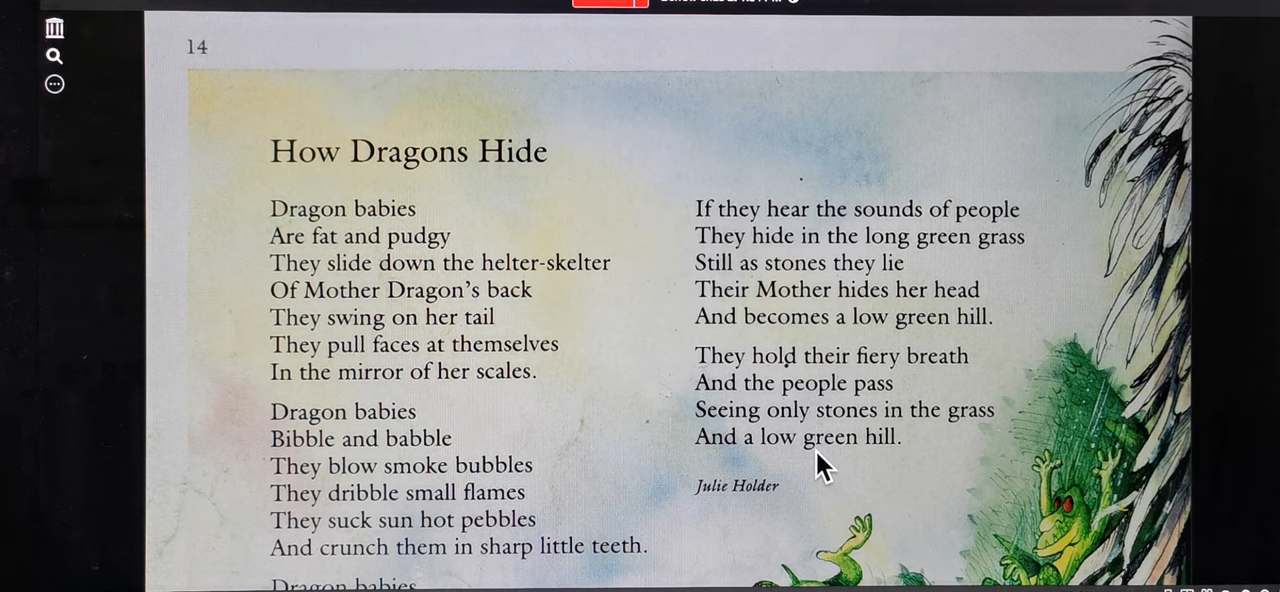 14
How Dragons Hide
Dragon babies
Are fat and pudgy
They slide down the helter-skelter
Of Mother Dragon's back
They swing on her tail
They pull faces at themselves
In the mirror of her scales.
Dragon babies
Bibble and babble
They blow smoke bubbles
They dribble small flames
They suck sun hot pebbles
And crunch them in sharp little teeth.
Dragon babies
If they hear the sounds of people
They hide in the long green grass
Still as stones they lie
Their Mother hides her head
And becomes a low green hill.
They hold their fiery breath
And the people pass
Seeing only stones in the grass
And a low green hill.
Julie Holder